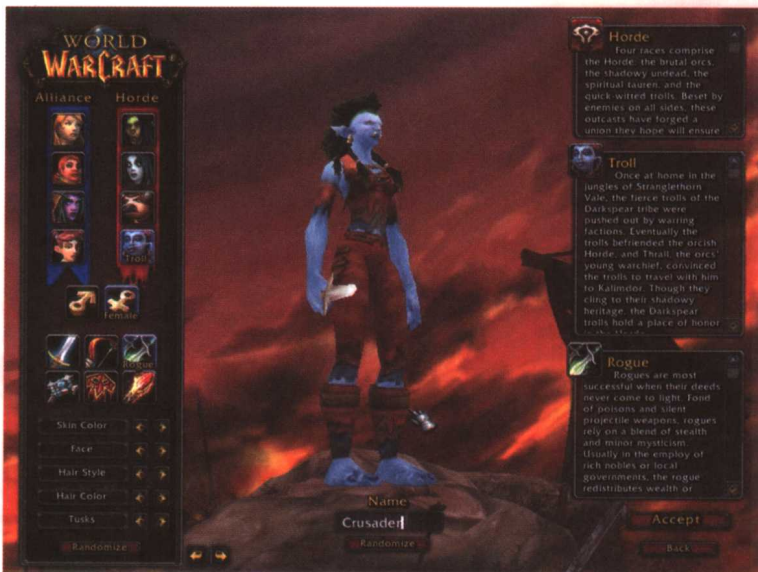 WORLD
WARCRAFT
Alliance Horde
Troll
Female
Rogue
Skin Color
Face
Hair Style
Hair Color
Tusks
Randomize
Name
Crusader
Randomize
Horde
Four races comprise
the Horde: the brutal orcs,
the shadowy undead, the
spiritual tauren, and the
quick-witted trolls. Beset by
enemies on all sides, these
outcasts have forged a
union they hope will ensure
Troll
Once at home in the
jungles of Stranglethorn
Vale, the fierce trolls of the
Darkspear tribe were
pushed out by warring
factions. Eventually the
trolls befriended the orcish
Horde, and Thrall, the orcs'
young warchief, convinced
the trolls to travel with him
to Kalimdor. Though they
cling to their shadowy
heritage, the Darkspear
trolls hold a place of honor
in the Horde.
Rogue
Rogues are most
successful when their deeds
never come to light. Fond
of poisons and silent
projectile weapons, rogues
rely on a blend of stealth
and minor mysticism.
Usually in the employ of
rich nobles or local
governments, the rogue
redistributes wealth or
Accept
Back